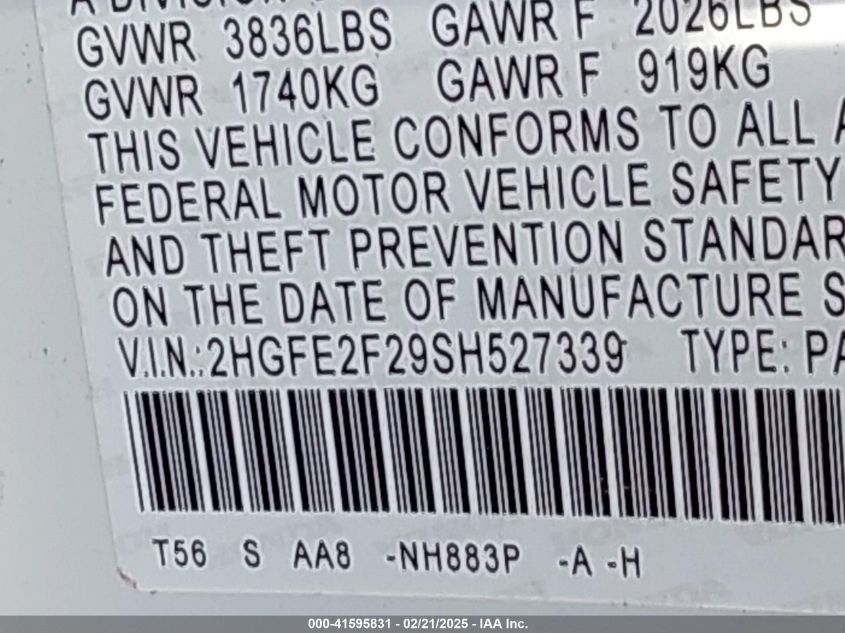 A DIVISION
GVWR 3836LBS GAWR F 2026LBS
GVWR 1740KG GAWR F 919KG
THIS VEHICLE CONFORMS TO ALL A
FEDERAL MOTOR VEHICLE SAFETY
AND THEFT PREVENTION STANDAR
ON THE DATE OF MANUFACTURE S
V.I.N.:2HGFE2F29SH527339 TYPE: PA
T56 S AA8 -NH883P -A -H
000-41595831 - 02/21/2025 - IAA Inc.